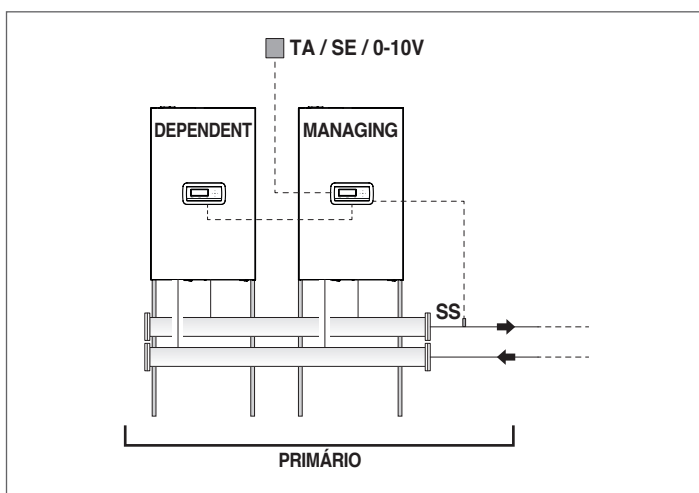 TA / SE / 0-10V
DEPENDENT
MANAGING
SS
PRIMÁRIO